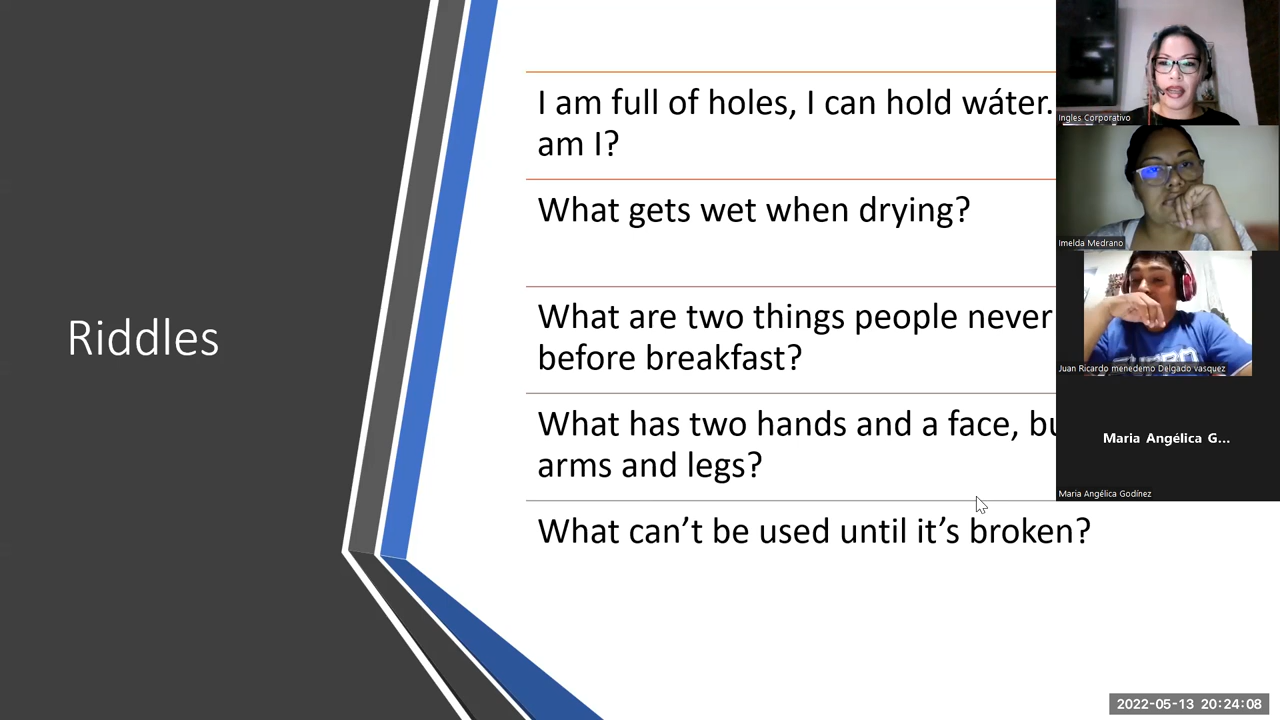 Riddles
I am full of holes, I can hold wáter.
am I?
What gets wet when drying?
What are two things people never
before breakfast?
What has two hands and a face, bu
arms and legs?
What can’t be used until it’s broken?
Ingles Corporativo
Imelda Medrano
Juan Ricardo menedemo Delgado vasquez
Maria Angélica G...
Maria Angélica Godínez
2022-05-13 20:24:08